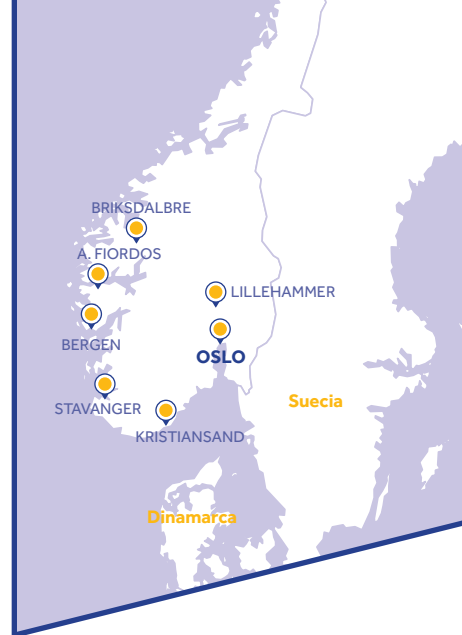 BRIKSDALBRE
A. FIORDOS
LILLEHAMMER
BERGEN
OSLO
STAVANGER
Suecia
KRISTIANSAND
Dinamarca